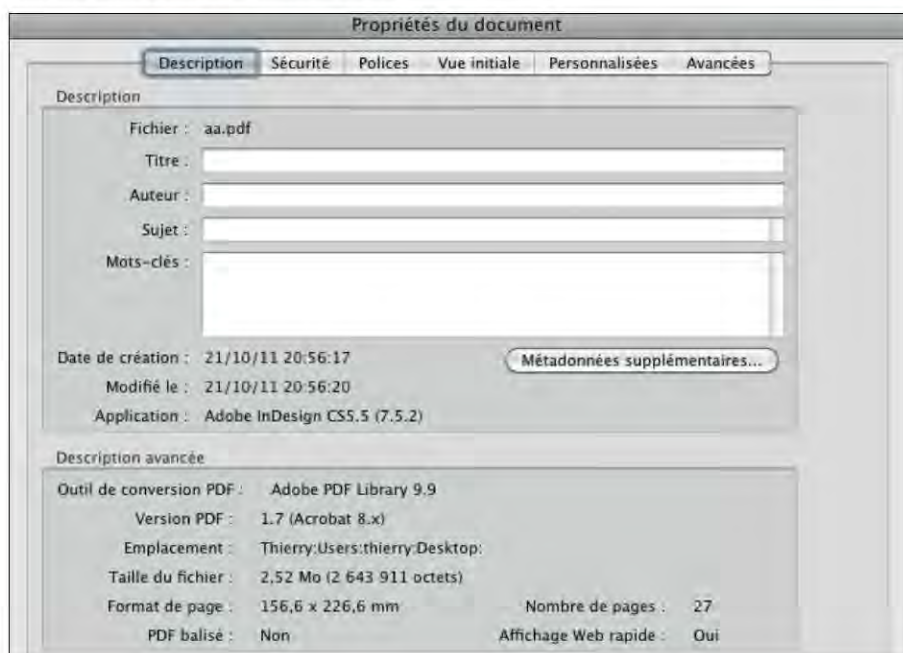 Propriétés du document
Description Sécurité Polices Vue initiale Personnalisées Avancées
Description
Fichier : aa.pdf
Titre :
Auteur :
Sujet :
Mots-clés :
Date de création : 21/10/11 20:56:17 Métadonnées supplémentaires...
Modifié le : 21/10/11 20:56:20
Application : Adobe InDesign CS5.5 (7.5.2)
Description avancée
Outil de conversion PDF : Adobe PDF Library 9.9
Version PDF : 1.7 (Acrobat 8.x)
Emplacement : Thierry:Users:thierry:Desktop:
Taille du fichier : 2,52 Mo (2 643 911 octets)
Format de page : 156,6 x 226,6 mm Nombre de pages : 27
PDF balisé : Non Affichage Web rapide : Oui